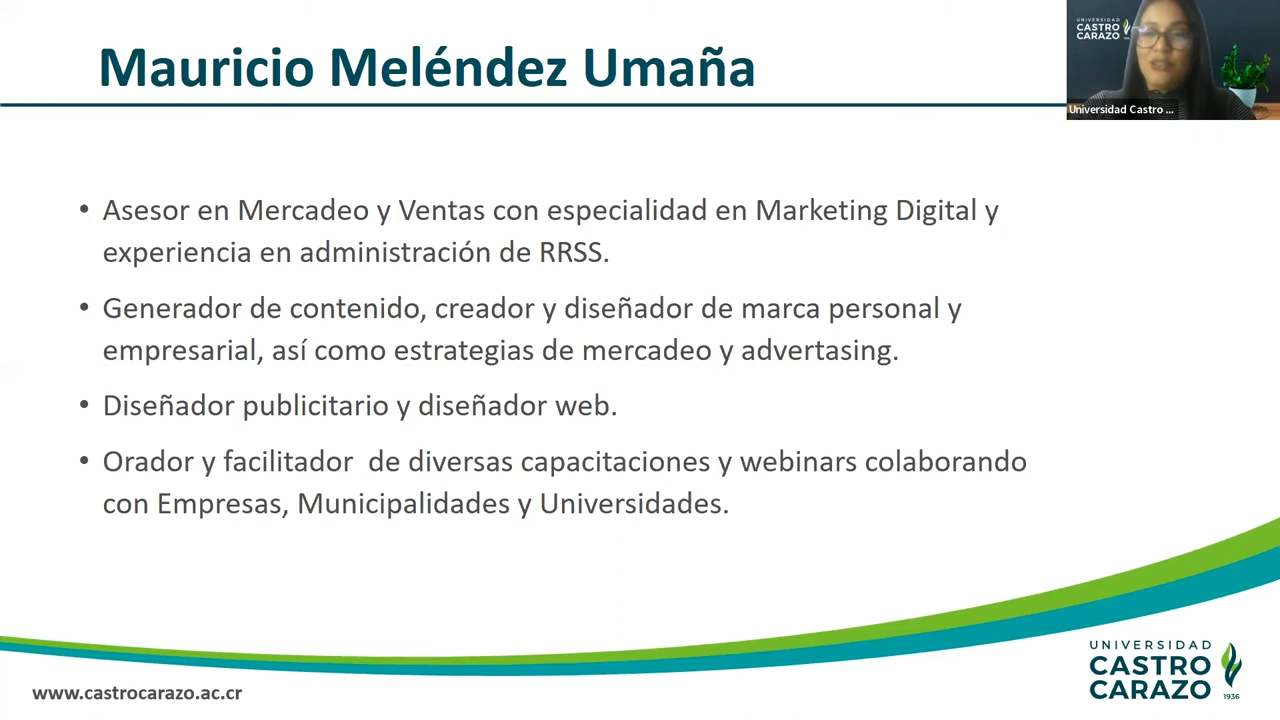 Mauricio Meléndez Umaña
UNIVERSIDAD
CASTRO
CARAZO
Universidad Castro ...
• Asesor en Mercadeo y Ventas con especialidad en Marketing Digital y
experiencia en administración de RRSS.
• Generador de contenido, creador y diseñador de marca personal y
empresarial, así como estrategias de mercadeo y advertasing.
• Diseñador publicitario y diseñador web.
• Orador y facilitador de diversas capacitaciones y webinars colaborando
con Empresas, Municipalidades y Universidades.
www.castrocarazo.ac.cr
UNIVERSIDAD
CASTRO
CARAZO
1936